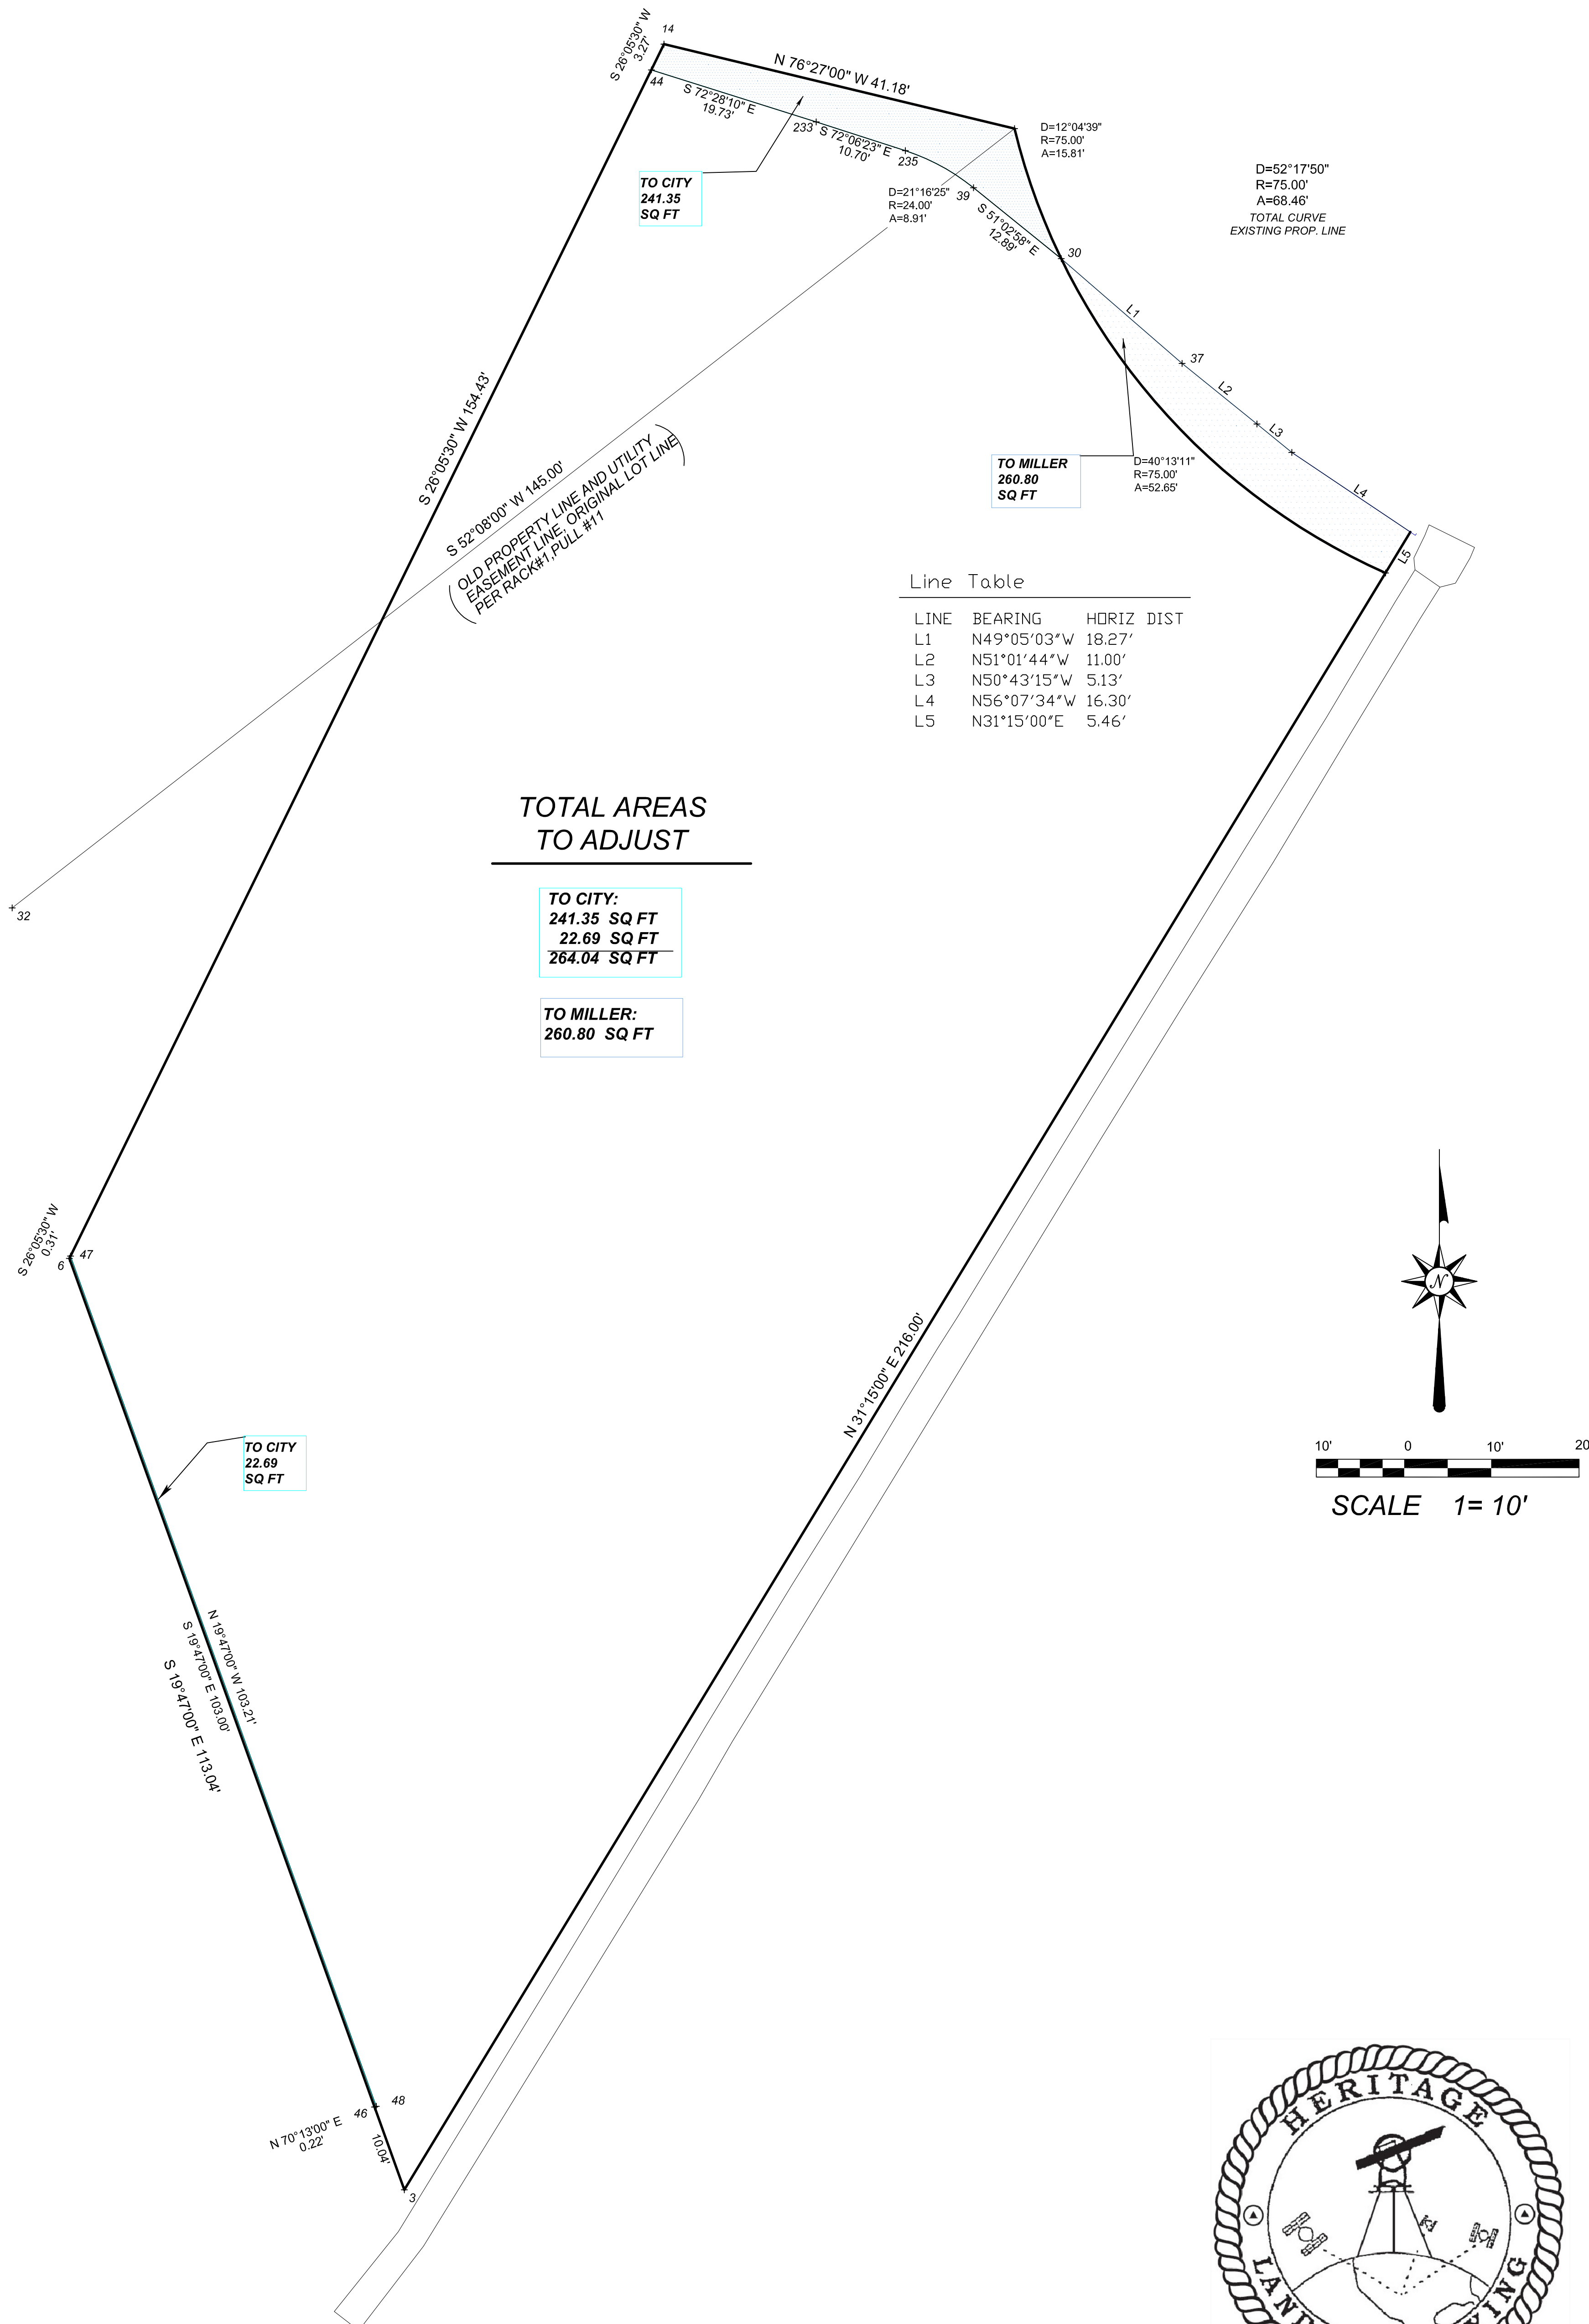 S 26°05'30" W
3.27'
14
44
N 76°27'00" W 41.18'
S 72°28'10" E
19.73'
233
S 72°06'23" E
10.70'
235
D=12°04'39"
R=75.00'
A=15.81'
D=52°17'50"
R=75.00'
A=68.46'
TOTAL CURVE
EXISTING PROP. LINE
TO CITY
241.35
SQ FT
D=21°16'25"
R=24.00'
A=8.91'
39
S 51°02'58" E
12.89'
30
L1
37
L2
L3
L4
L5
S 26°05'30" W 154.43'
S 52°08'00" W 145.00'
OLD PROPERTY LINE AND UTILITY
EASEMENT LINE, ORIGINAL LOT LINE
PER RACK#1,PULL #11
TO MILLER
260.80
SQ FT
D=40°13'11"
R=75.00'
A=52.65'
Line Table
LINE BEARING HORIZ DIST
L1 N49°05'03"W 18.27'
L2 N51°01'44"W 11.00'
L3 N50°43'15"W 5.13'
L4 N56°07'34"W 16.30'
L5 N31°15'00"E 5.46'
TOTAL AREAS
TO ADJUST
TO CITY:
241.35 SQ FT
22.69 SQ FT
264.04 SQ FT
TO MILLER:
260.80 SQ FT
32
S 26°05'30" W
0.31'
47
6
N 31°15'00" E 216.00'
N
10' 0 10' 20
SCALE 1= 10'
TO CITY
22.69
SQ FT
N 19°47'00" W 103.21'
S 19°47'00" E 103.00'
S 19°47'00" E 113.04'
48
46
N 70°13'00" E
0.22'
10.04'
3
HERITAGE